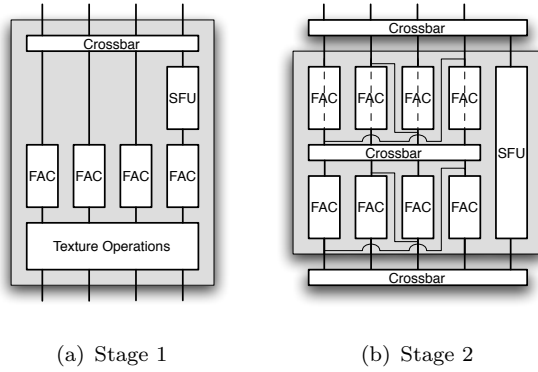 Crossbar
SFU
FAC FAC FAC FAC
Texture Operations
(a) Stage 1
Crossbar
FAC FAC FAC FAC
SFU
Crossbar
FAC FAC FAC FAC
Crossbar
(b) Stage 2